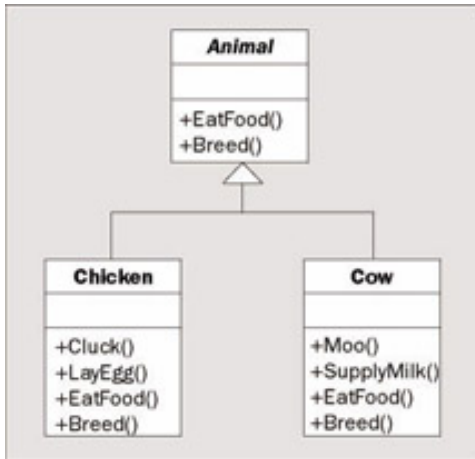 Animal
+EatFood()
+Breed()
Chicken
+Cluck()
+LayEgg()
+EatFood()
+Breed()
Cow
+Moo()
+SupplyMilk()
+EatFood()
+Breed()